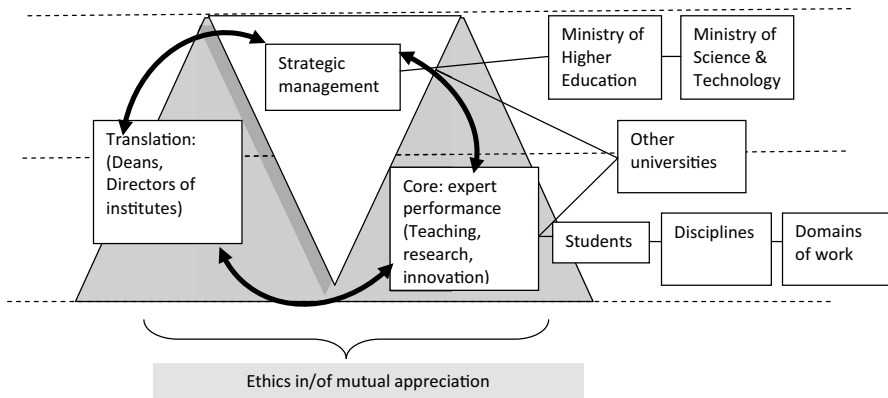 Strategic
management
Ministry of
Higher
Education
Ministry of
Science &
Technology
Translation:
(Deans,
Directors of
institutes)
Other
universities
Core: expert
performance
(Teaching,
research,
innovation)
Students
Disciplines
Domains
of work
Ethics in/of mutual appreciation